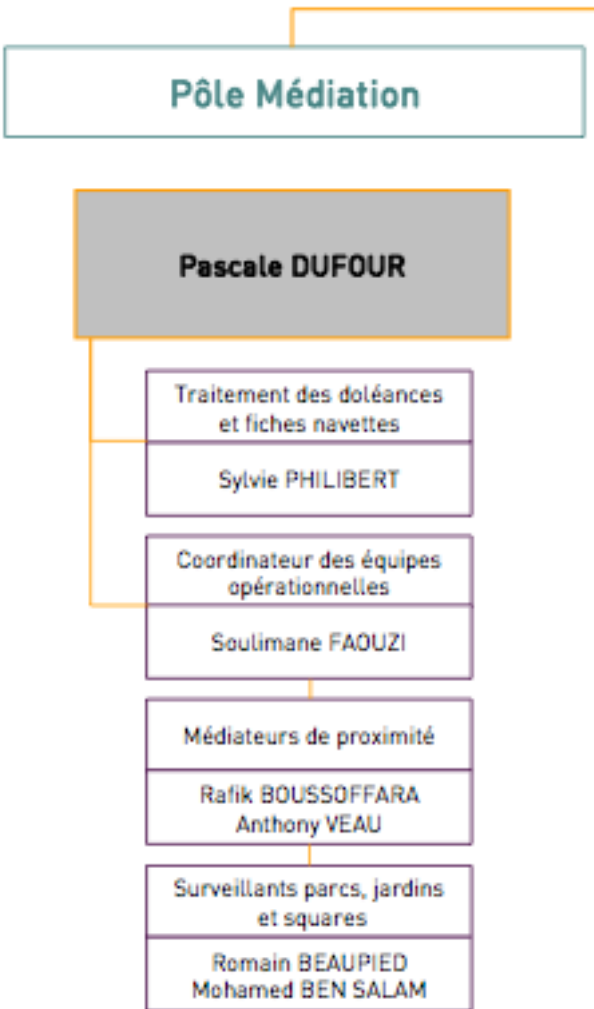 Pôle Médiation
Pascale DUFOUR
Traitement des doléances
et fiches navettes
Sylvie PHILIBERT
Coordinateur des équipes
opérationnelles
Soulimane FAOUZI
Médiateurs de proximité
Rafik BOUSSOFFARA
Anthony VEAU
Surveillants parcs, jardins
et squares
Romain BEAUPIED
Mohamed BEN SALAM